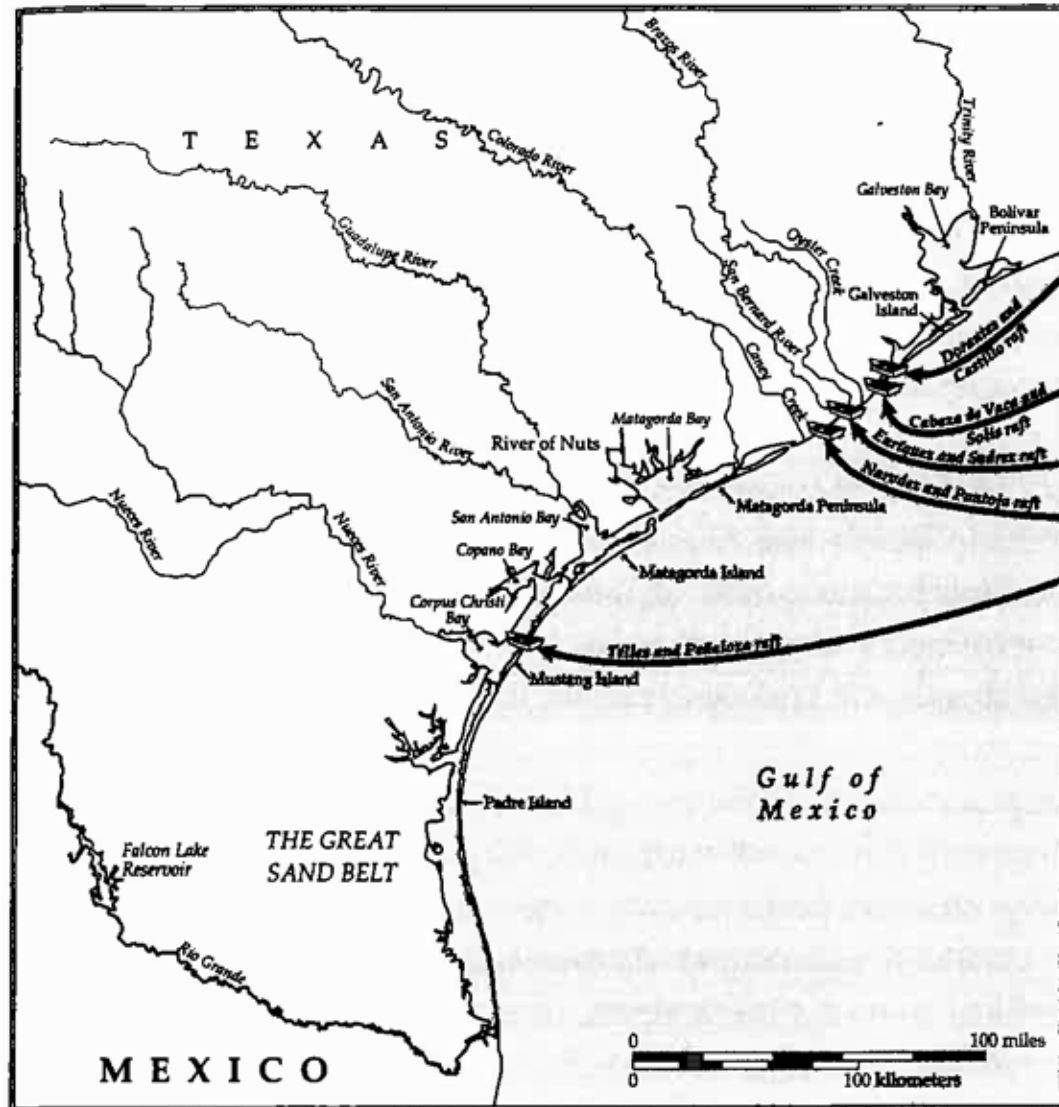 Brazos River
Trinity River
TEXAS
Colorado River
Galveston Bay
Bolivar
Peninsula
Guadalupe River
Oyster Creek
San Bernard River
Galveston
Island
Dorantes and
Castillo raft
Caney
Creek
Cabeza de Vaca and
Solís raft
San Antonio River
Matagorda Bay
River of Nuts
Enríquez and Suárez raft
Narváez and Pantoja raft
Matagorda Peninsula
Nueces River
Nueces River
San Antonio Bay
Copano Bay
Matagorda Island
Corpus Christi
Bay
Téllez and Peñalosa raft
Mustang Island
Gulf of
Mexico
Padre Island
THE GREAT
SAND BELT
Falcon Lake
Reservoir
Río Grande
MEXICO
0 100 miles
0 100 kilometers